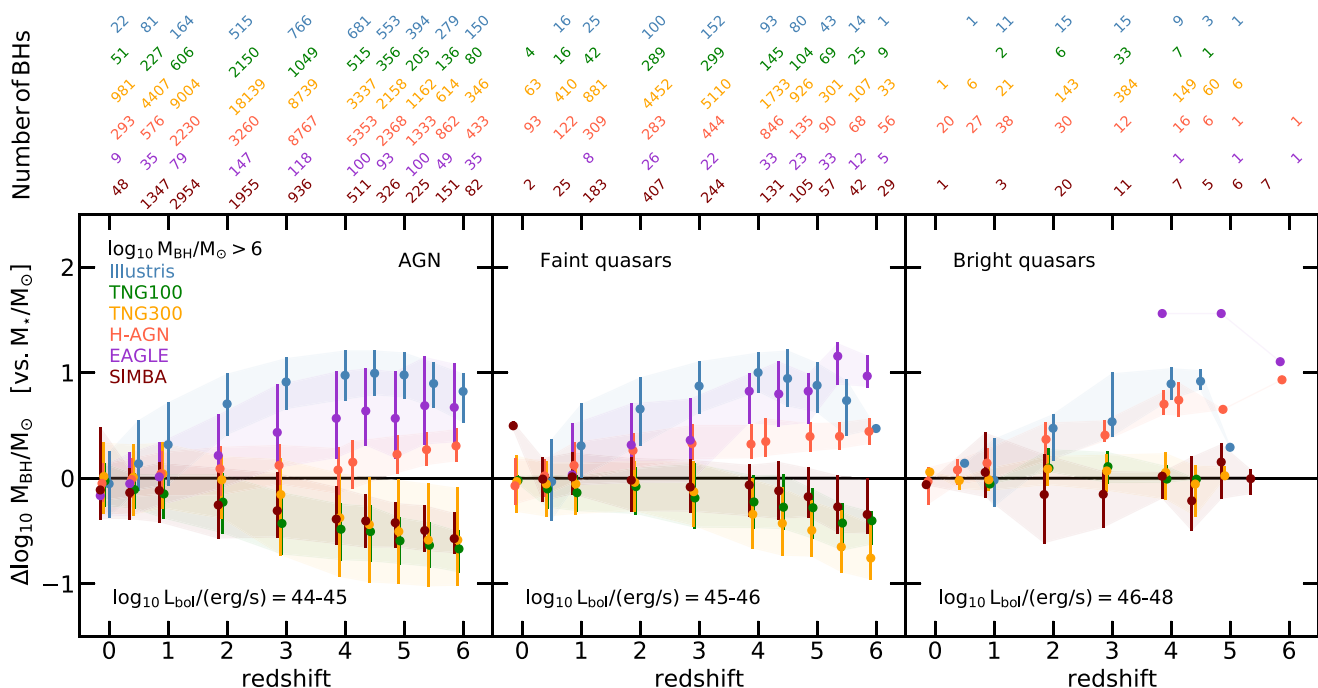 Number of BHs
22 81 164 515 766 681 553 394 279 150 16 25 100 152 93 80 43 14 1 1 11 15 15 9 3 1
51 227 606 2150 1049 515 356 205 136 80 4 16 42 289 299 145 104 69 25 9 2 6 33 7 1
981 4407 9004 18139 8739 3337 2158 1162 614 346 63 410 881 4452 5110 1733 926 301 107 33 1 6 21 143 384 149 60 6
293 576 2230 3260 8767 5353 2368 1333 862 433 93 122 309 283 444 846 135 90 68 56 20 27 38 30 12 16 6 1 1
9 35 79 147 118 100 93 100 49 35 8 26 22 33 23 33 12 5 1 1 1
48 1347 2954 1955 936 511 326 225 151 82 2 25 183 407 244 131 105 57 42 29 1 3 20 11 7 5 6 7
Δlog₁₀ M_BH/M⊙ [vs. M⋆/M⊙]
2
1
0
−1
log₁₀ M_BH/M⊙ > 6
AGN
Illustris
TNG100
TNG300
H-AGN
EAGLE
SIMBA
log₁₀ L_bol/(erg/s) = 44-45
Faint quasars
log₁₀ L_bol/(erg/s) = 45-46
Bright quasars
log₁₀ L_bol/(erg/s) = 46-48
0 1 2 3 4 5 6 0 1 2 3 4 5 6 0 1 2 3 4 5 6
redshift redshift redshift